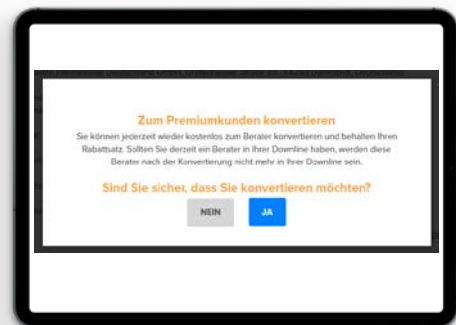 Zum Premiumkunden konvertieren
Sie können jederzeit wieder kostenlos zum Berater konvertieren und behalten Ihren
Rabattsatz. Sollten Sie derzeit ein Berater in Ihrer Downline haben, werden diese
Berater nach der Konvertierung nicht mehr in Ihrer Downline sein.
Sind Sie sicher, dass Sie konvertieren möchten?
NEIN JA